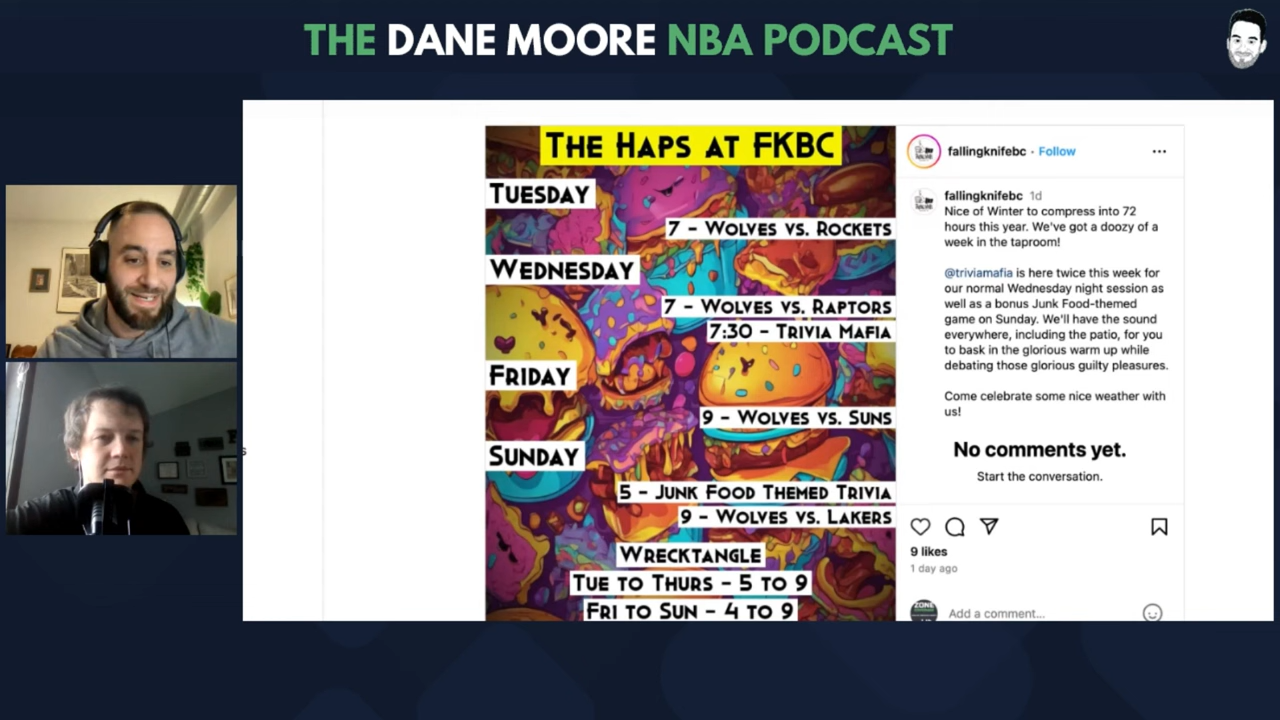 THE DANE MOORE NBA PODCAST
THE HAPS AT FKBC
TUESDAY
7 - WOLVES VS. ROCKETS
WEDNESDAY
7 - WOLVES VS. RAPTORS
7:30 - TRIVIA MAFIA
FRIDAY
9 - WOLVES VS. SUNS
SUNDAY
5 - JUNK FOOD THEMED TRIVIA
9 - WOLVES VS. LAKERS
WRECKTANGLE
TUE TO THURS - 5 TO 9
FRI TO SUN - 4 TO 9
fallingknifebc · Follow
fallingknifebc 1d
Nice of Winter to compress into 72
hours this year. We've got a doozy of a
week in the taproom!
@triviamafia is here twice this week for
our normal Wednesday night session as
well as a bonus Junk Food-themed
game on Sunday. We'll have the sound
everywhere, including the patio, for you
to bask in the glorious warm up while
debating those glorious guilty pleasures.
Come celebrate some nice weather with
us!
No comments yet.
Start the conversation.
9 likes
1 day ago
ZONE
Add a comment...
s